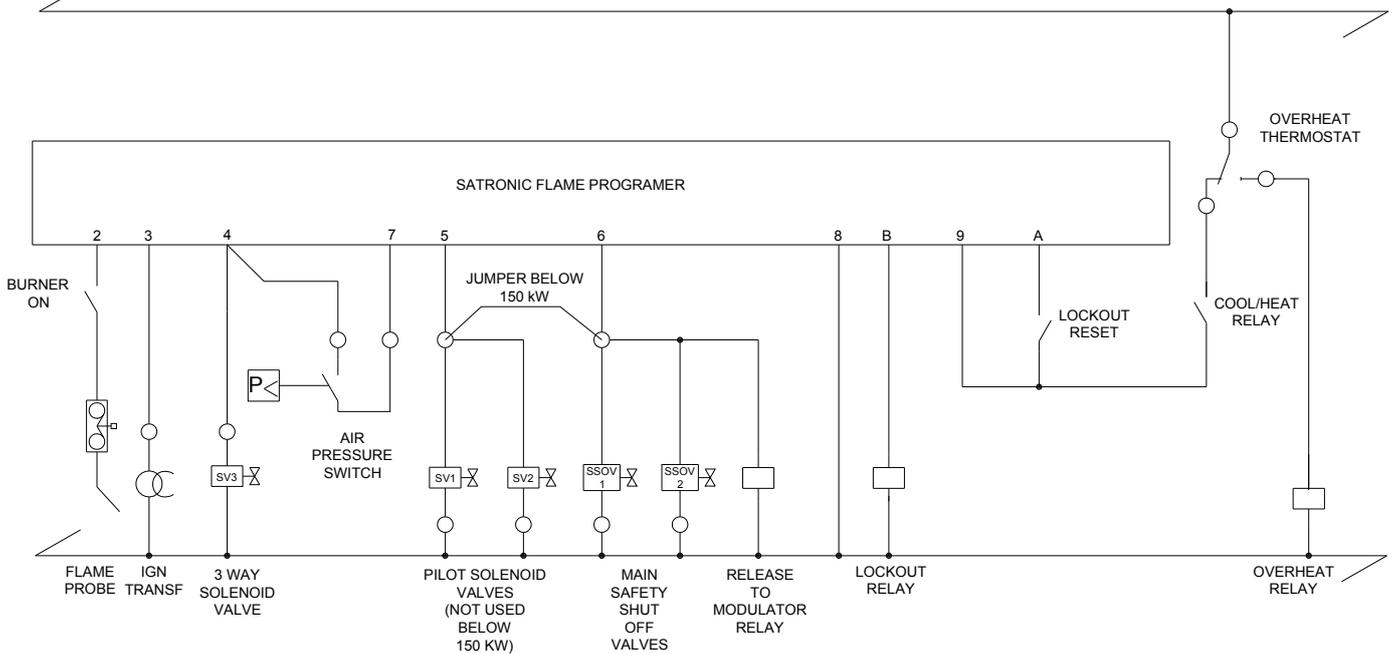 OVERHEAT
THERMOSTAT
SATRONIC FLAME PROGRAMER
2 3 4 7 5 6 8 B 9 A
BURNER
ON
JUMPER BELOW
150 kW
LOCKOUT
RESET
COOL/HEAT
RELAY
P<
AIR
PRESSURE
SWITCH
SV3
SV1
SV2
SSOV
1
SSOV
2
FLAME
PROBE
IGN
TRANSF
3 WAY
SOLENOID
VALVE
PILOT SOLENOID
VALVES
(NOT USED
BELOW
150 KW)
MAIN
SAFETY
SHUT
OFF
VALVES
RELEASE
TO
MODULATOR
RELAY
LOCKOUT
RELAY
OVERHEAT
RELAY